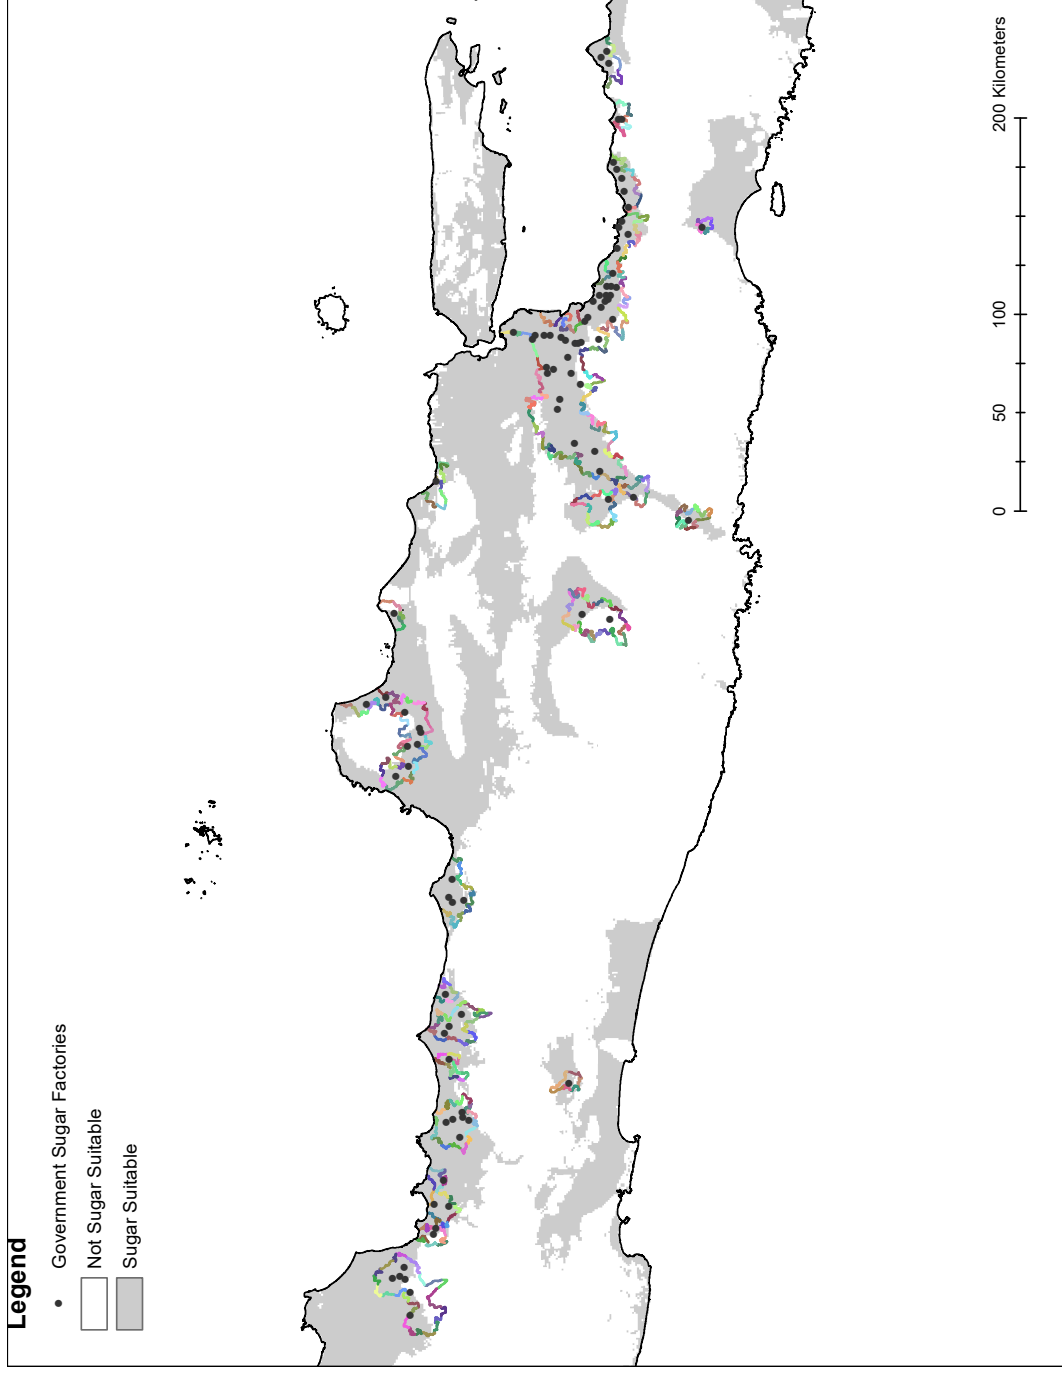 Legend
Government Sugar Factories
Not Sugar Suitable
Sugar Suitable
0 50 100 200 Kilometers